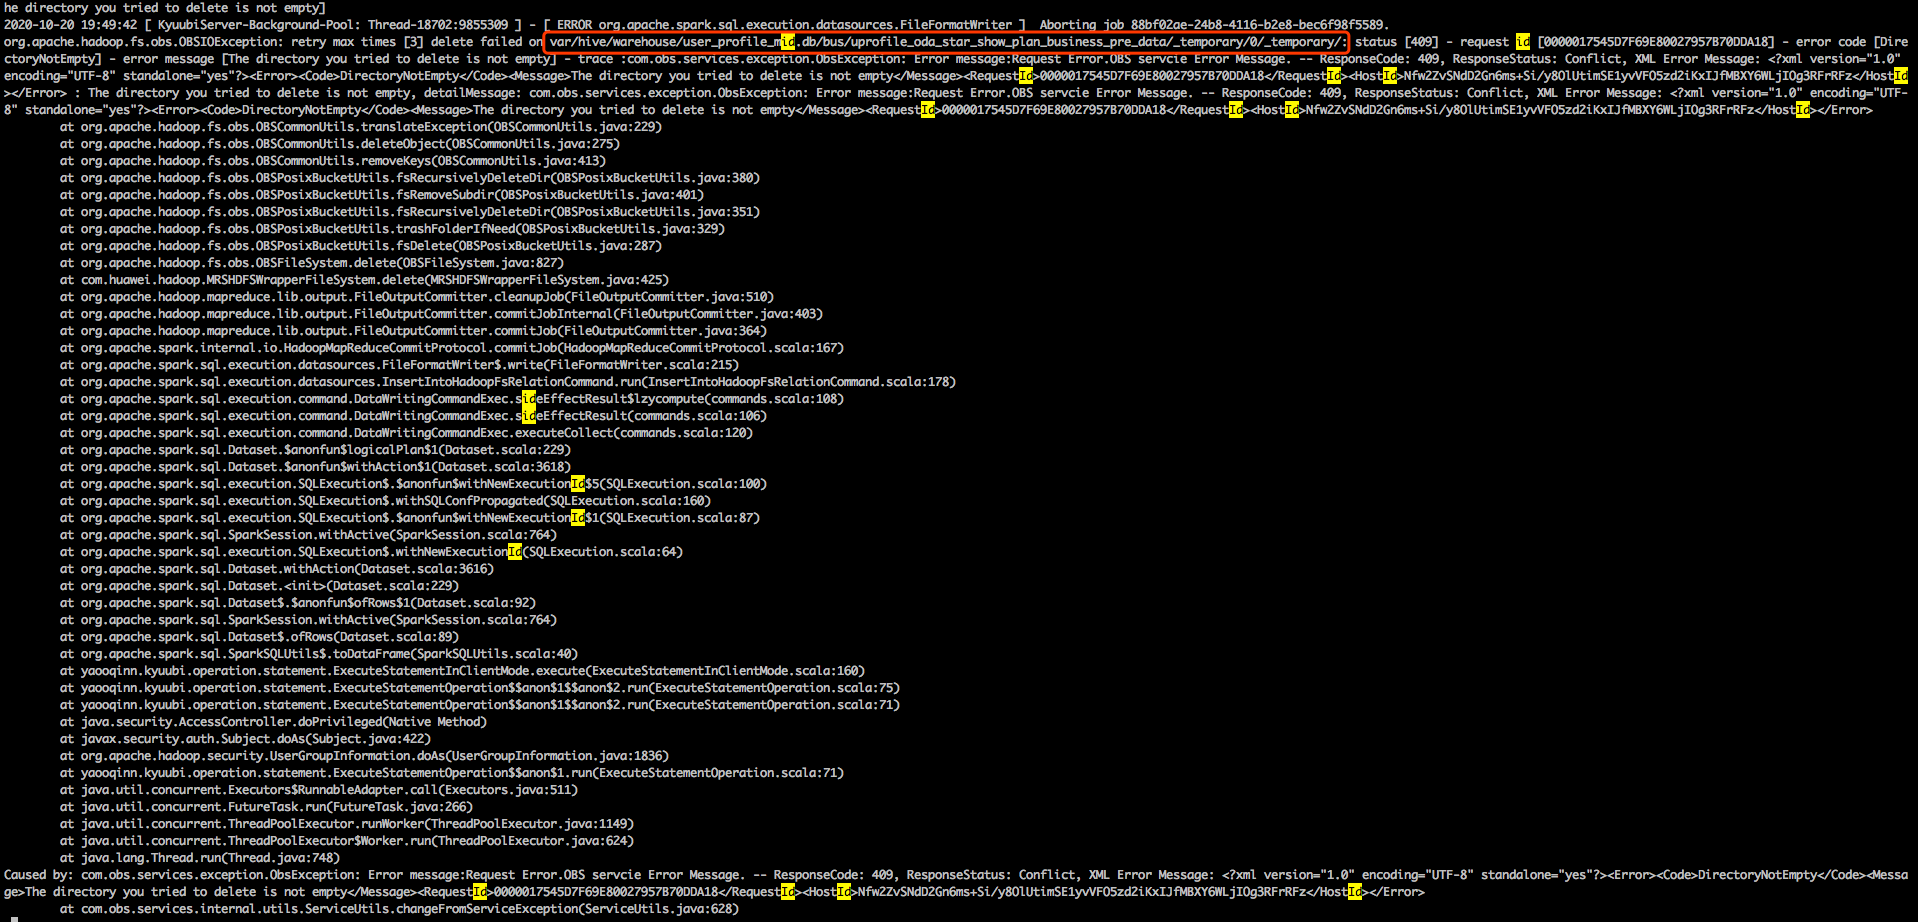 he directory you tried to delete is not empty]
2020-10-20 19:49:42 [ KyuubiServer-Background-Pool: Thread-18702:9855309 ] - [ ERROR org.apache.spark.sql.execution.datasources.FileFormatWriter ]  Aborting job 88bf02ae-24b8-4116-b2e8-bec6f98f5589.
org.apache.hadoop.fs.obs.OBSIOException: retry max times [3] delete failed on var/hive/warehouse/user_profile_mid.db/bus/uprofile_oda_star_show_plan_business_pre_data/_temporary/0/_temporary/: status [409] - request id [0000017545D7F69E80027957B70DDA18] - error code [Dire
ctoryNotEmpty] - error message [The directory you tried to delete is not empty] - trace :com.obs.services.exception.ObsException: Error message:Request Error.OBS servcie Error Message. -- ResponseCode: 409, ResponseStatus: Conflict, XML Error Message: <?xml version="1.0"
encoding="UTF-8" standalone="yes"?><Error><Code>DirectoryNotEmpty</Code><Message>The directory you tried to delete is not empty</Message><RequestId>0000017545D7F69E80027957B70DDA18</RequestId><HostId>Nfw2ZvSNdD2Gn6ms+Si/y8OlUtimSE1yvVFO5zd2iKxIJfMBXY6WLjIOg3RFrRFz</HostId
></Error> : The directory you tried to delete is not empty, detailMessage: com.obs.services.exception.ObsException: Error message:Request Error.OBS servcie Error Message. -- ResponseCode: 409, ResponseStatus: Conflict, XML Error Message: <?xml version="1.0" encoding="UTF-
8" standalone="yes"?><Error><Code>DirectoryNotEmpty</Code><Message>The directory you tried to delete is not empty</Message><RequestId>0000017545D7F69E80027957B70DDA18</RequestId><HostId>Nfw2ZvSNdD2Gn6ms+Si/y8OlUtimSE1yvVFO5zd2iKxIJfMBXY6WLjIOg3RFrRFz</HostId></Error>
at org.apache.hadoop.fs.obs.OBSCommonUtils.translateException(OBSCommonUtils.java:229)
at org.apache.hadoop.fs.obs.OBSCommonUtils.deleteObject(OBSCommonUtils.java:275)
at org.apache.hadoop.fs.obs.OBSCommonUtils.removeKeys(OBSCommonUtils.java:413)
at org.apache.hadoop.fs.obs.OBSPosixBucketUtils.fsRecursivelyDeleteDir(OBSPosixBucketUtils.java:380)
at org.apache.hadoop.fs.obs.OBSPosixBucketUtils.fsRemoveSubdir(OBSPosixBucketUtils.java:401)
at org.apache.hadoop.fs.obs.OBSPosixBucketUtils.fsRecursivelyDeleteDir(OBSPosixBucketUtils.java:351)
at org.apache.hadoop.fs.obs.OBSPosixBucketUtils.trashFolderIfNeed(OBSPosixBucketUtils.java:329)
at org.apache.hadoop.fs.obs.OBSPosixBucketUtils.fsDelete(OBSPosixBucketUtils.java:287)
at org.apache.hadoop.fs.obs.OBSFileSystem.delete(OBSFileSystem.java:827)
at com.huawei.hadoop.MRSHDFSWrapperFileSystem.delete(MRSHDFSWrapperFileSystem.java:425)
at org.apache.hadoop.mapreduce.lib.output.FileOutputCommitter.cleanupJob(FileOutputCommitter.java:510)
at org.apache.hadoop.mapreduce.lib.output.FileOutputCommitter.commitJobInternal(FileOutputCommitter.java:403)
at org.apache.hadoop.mapreduce.lib.output.FileOutputCommitter.commitJob(FileOutputCommitter.java:364)
at org.apache.spark.internal.io.HadoopMapReduceCommitProtocol.commitJob(HadoopMapReduceCommitProtocol.scala:167)
at org.apache.spark.sql.execution.datasources.FileFormatWriter$.write(FileFormatWriter.scala:215)
at org.apache.spark.sql.execution.datasources.InsertIntoHadoopFsRelationCommand.run(InsertIntoHadoopFsRelationCommand.scala:178)
at org.apache.spark.sql.execution.command.DataWritingCommandExec.sideEffectResult$lzycompute(commands.scala:108)
at org.apache.spark.sql.execution.command.DataWritingCommandExec.sideEffectResult(commands.scala:106)
at org.apache.spark.sql.execution.command.DataWritingCommandExec.executeCollect(commands.scala:120)
at org.apache.spark.sql.Dataset.$anonfun$logicalPlan$1(Dataset.scala:229)
at org.apache.spark.sql.Dataset.$anonfun$withAction$1(Dataset.scala:3618)
at org.apache.spark.sql.execution.SQLExecution$.$anonfun$withNewExecutionId$5(SQLExecution.scala:100)
at org.apache.spark.sql.execution.SQLExecution$.withSQLConfPropagated(SQLExecution.scala:160)
at org.apache.spark.sql.execution.SQLExecution$.$anonfun$withNewExecutionId$1(SQLExecution.scala:87)
at org.apache.spark.sql.SparkSession.withActive(SparkSession.scala:764)
at org.apache.spark.sql.execution.SQLExecution$.withNewExecutionId(SQLExecution.scala:64)
at org.apache.spark.sql.Dataset.withAction(Dataset.scala:3616)
at org.apache.spark.sql.Dataset.<init>(Dataset.scala:229)
at org.apache.spark.sql.Dataset$.$anonfun$ofRows$1(Dataset.scala:92)
at org.apache.spark.sql.SparkSession.withActive(SparkSession.scala:764)
at org.apache.spark.sql.Dataset$.ofRows(Dataset.scala:89)
at org.apache.spark.sql.SparkSQLUtils$.toDataFrame(SparkSQLUtils.scala:40)
at yaooqinn.kyuubi.operation.statement.ExecuteStatementInClientMode.execute(ExecuteStatementInClientMode.scala:160)
at yaooqinn.kyuubi.operation.statement.ExecuteStatementOperation$$anon$1$$anon$2.run(ExecuteStatementOperation.scala:75)
at yaooqinn.kyuubi.operation.statement.ExecuteStatementOperation$$anon$1$$anon$2.run(ExecuteStatementOperation.scala:71)
at java.security.AccessController.doPrivileged(Native Method)
at javax.security.auth.Subject.doAs(Subject.java:422)
at org.apache.hadoop.security.UserGroupInformation.doAs(UserGroupInformation.java:1836)
at yaooqinn.kyuubi.operation.statement.ExecuteStatementOperation$$anon$1.run(ExecuteStatementOperation.scala:71)
at java.util.concurrent.Executors$RunnableAdapter.call(Executors.java:511)
at java.util.concurrent.FutureTask.run(FutureTask.java:266)
at java.util.concurrent.ThreadPoolExecutor.runWorker(ThreadPoolExecutor.java:1149)
at java.util.concurrent.ThreadPoolExecutor$Worker.run(ThreadPoolExecutor.java:624)
at java.lang.Thread.run(Thread.java:748)
Caused by: com.obs.services.exception.ObsException: Error message:Request Error.OBS servcie Error Message. -- ResponseCode: 409, ResponseStatus: Conflict, XML Error Message: <?xml version="1.0" encoding="UTF-8" standalone="yes"?><Error><Code>DirectoryNotEmpty</Code><Messa
ge>The directory you tried to delete is not empty</Message><RequestId>0000017545D7F69E80027957B70DDA18</RequestId><HostId>Nfw2ZvSNdD2Gn6ms+Si/y8OlUtimSE1yvVFO5zd2iKxIJfMBXY6WLjIOg3RFrRFz</HostId></Error>
at com.obs.services.internal.utils.ServiceUtils.changeFromServiceException(ServiceUtils.java:628)